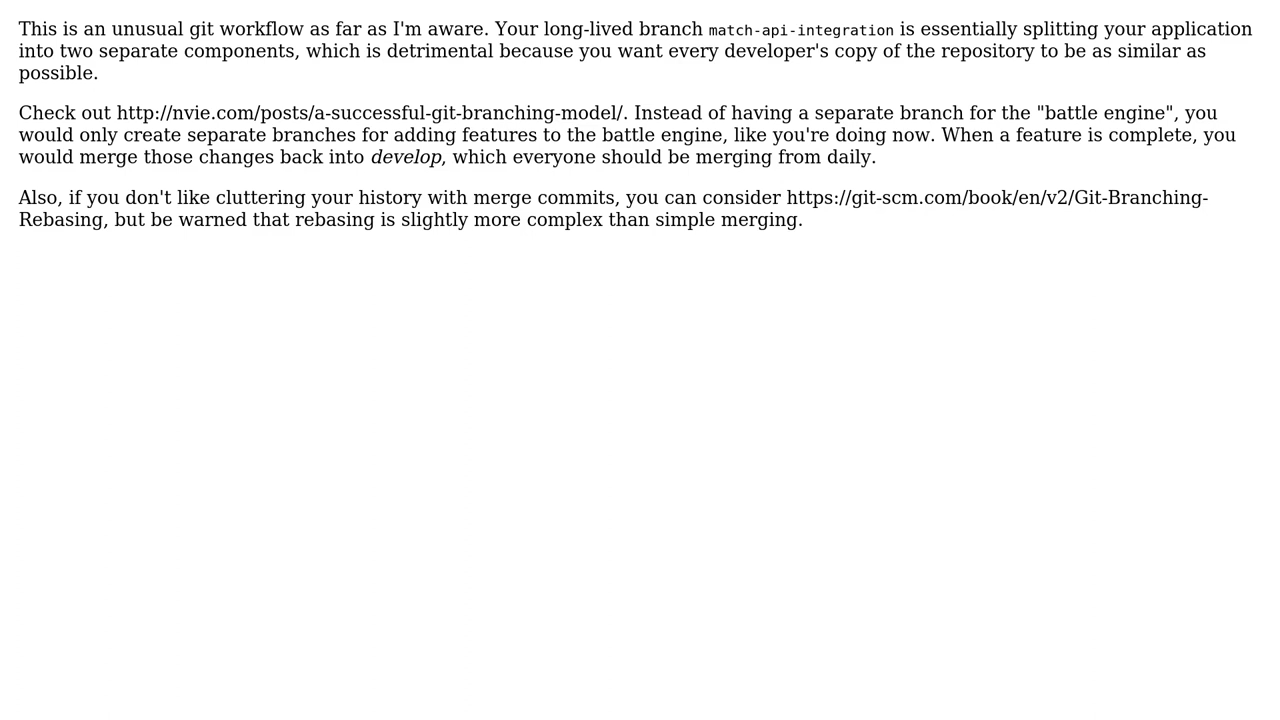 This is an unusual git workflow as far as I'm aware. Your long-lived branch match-api-integration is essentially splitting your application
into two separate components, which is detrimental because you want every developer's copy of the repository to be as similar as
possible.
Check out http://nvie.com/posts/a-successful-git-branching-model/. Instead of having a separate branch for the "battle engine", you
would only create separate branches for adding features to the battle engine, like you're doing now. When a feature is complete, you
would merge those changes back into develop, which everyone should be merging from daily.
Also, if you don't like cluttering your history with merge commits, you can consider https://git-scm.com/book/en/v2/Git-Branching-
Rebasing, but be warned that rebasing is slightly more complex than simple merging.